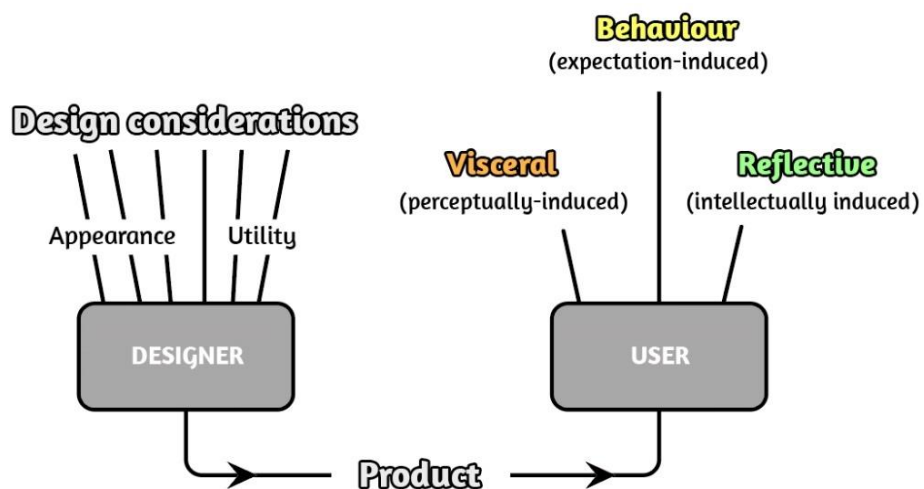 Behaviour
(expectation-induced)
Design considerations
Visceral
(perceptually-induced)
Reflective
(intellectually induced)
Appearance
Utility
DESIGNER
USER
Product